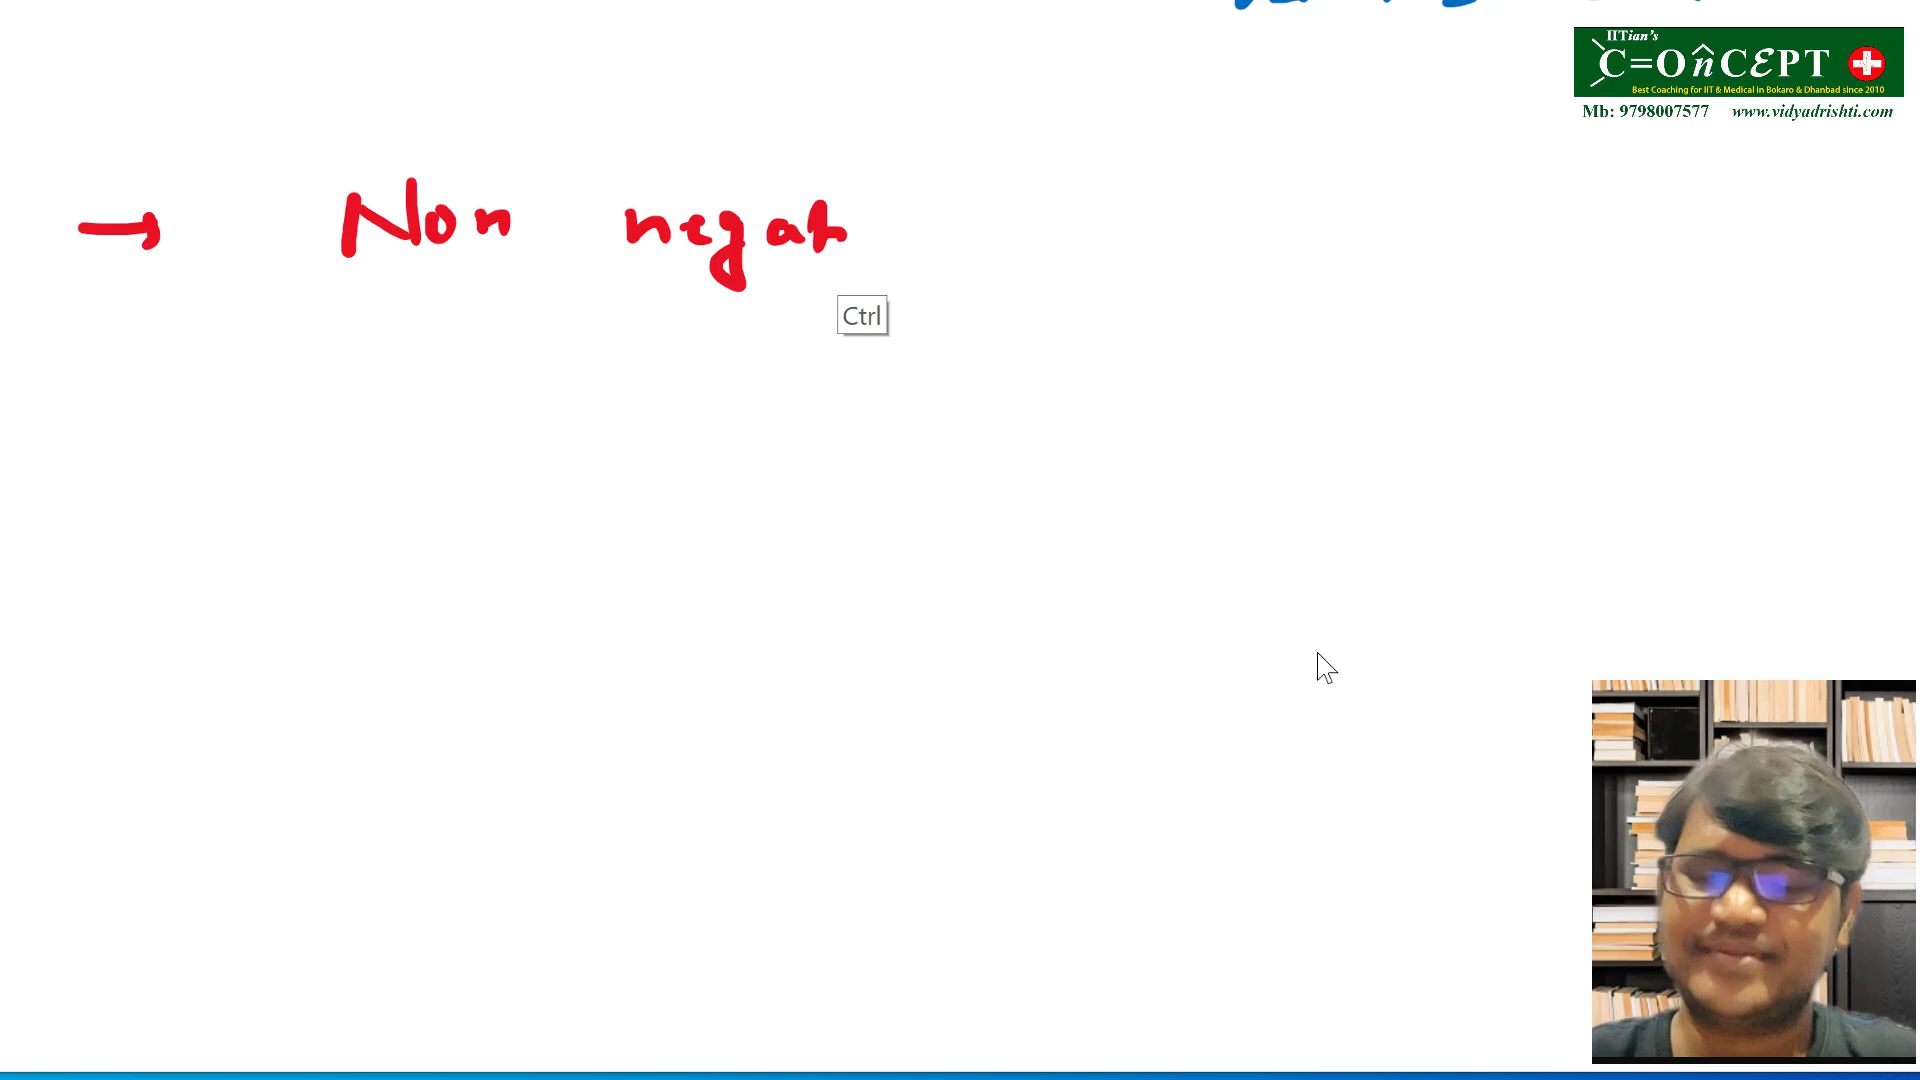 IITian's
C=OnCEPT
Best Coaching for IIT & Medical in Bokaro & Dhanbad since 2010
Mb: 9798007577 www.vidyadrishti.com
→ Non negat
Ctrl